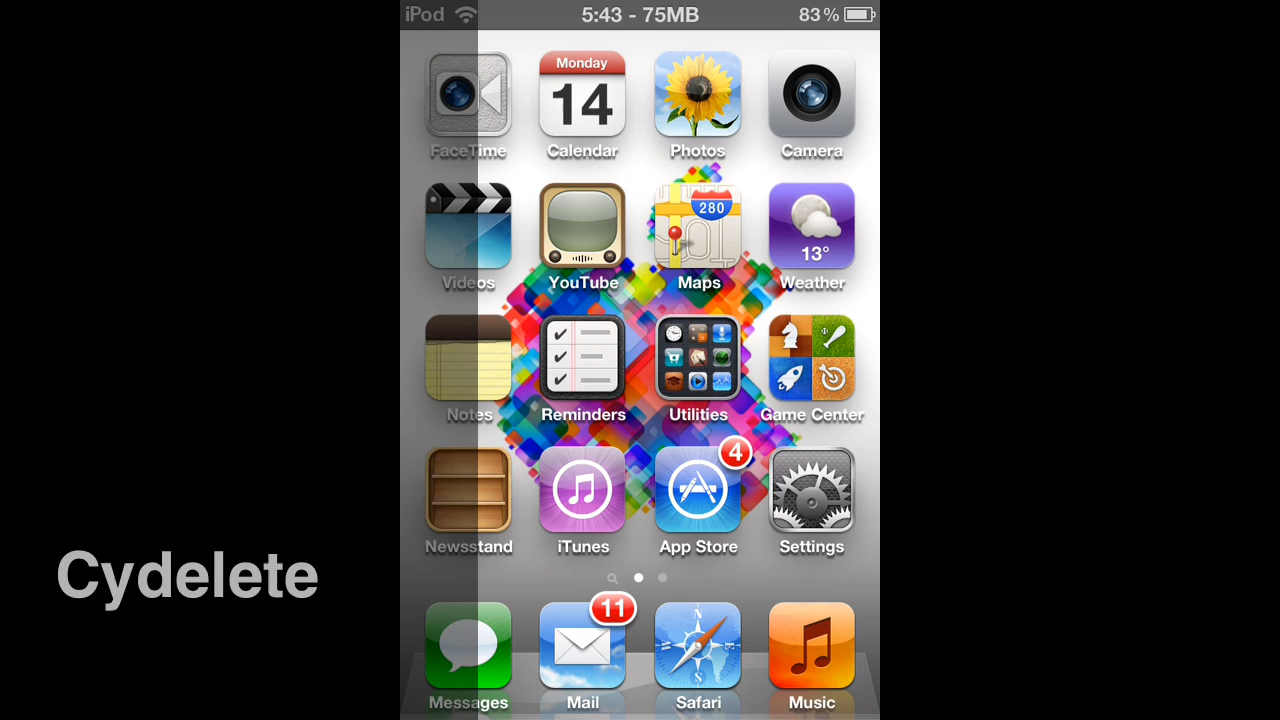 iPod 5:43 - 75MB 83%
Monday
14
FaceTime Calendar Photos Camera
280
13°
Videos YouTube Maps Weather
Notes Reminders Utilities Game Center
4
Newsstand iTunes App Store Settings
Cydelete
11
N
S
Messages Mail Safari Music